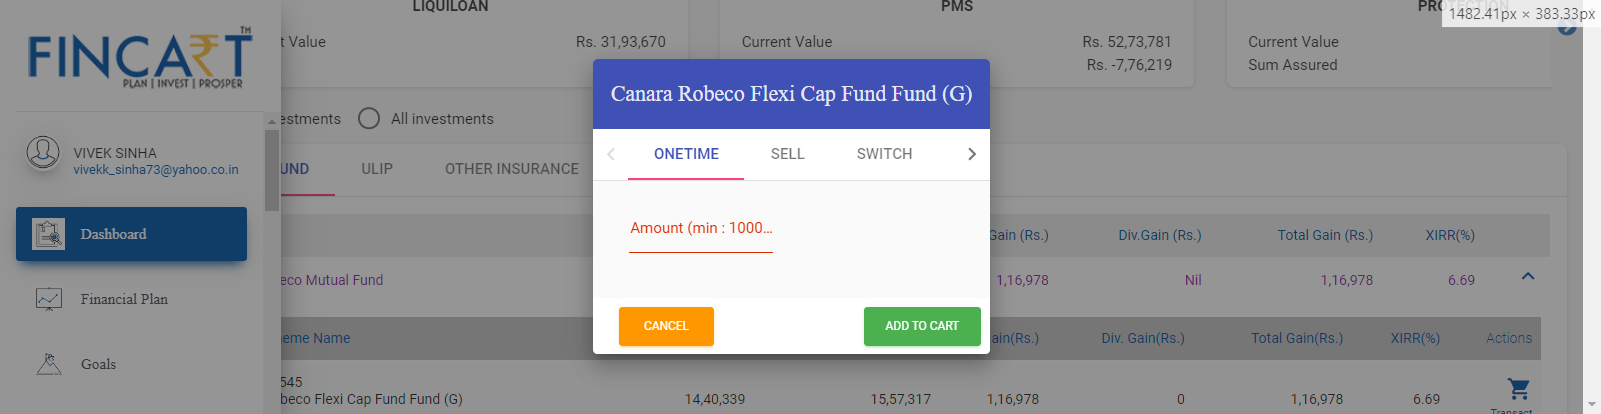 LIQUILOAN
PMS
1482.41px × 383.33px
FINCART TM
PLAN | INVEST | PROSPER
t Value
Rs. 31,93,670
Current Value
Rs. 52,73,781
Rs. -7,76,219
Current Value
Sum Assured
Canara Robeco Flexi Cap Fund Fund (G)
estments
All investments
VIVEK SINHA
vivekk_sinha73@yahoo.co.in
UND
ULIP
OTHER INSURANCE
ONETIME
SELL
SWITCH
Dashboard
Amount (min : 1000...
Gain (Rs.)
Div.Gain (Rs.)
Total Gain (Rs.)
XIRR(%)
eco Mutual Fund
1,16,978
Nil
1,16,978
6.69
Financial Plan
CANCEL
ADD TO CART
eme Name
ain(Rs.)
Div. Gain(Rs.)
Total Gain(Rs.)
XIRR(%)
Actions
Goals
545
beco Flexi Cap Fund Fund (G)
14,40,339
15,57,317
1,16,978
0
1,16,978
6.69
Transact